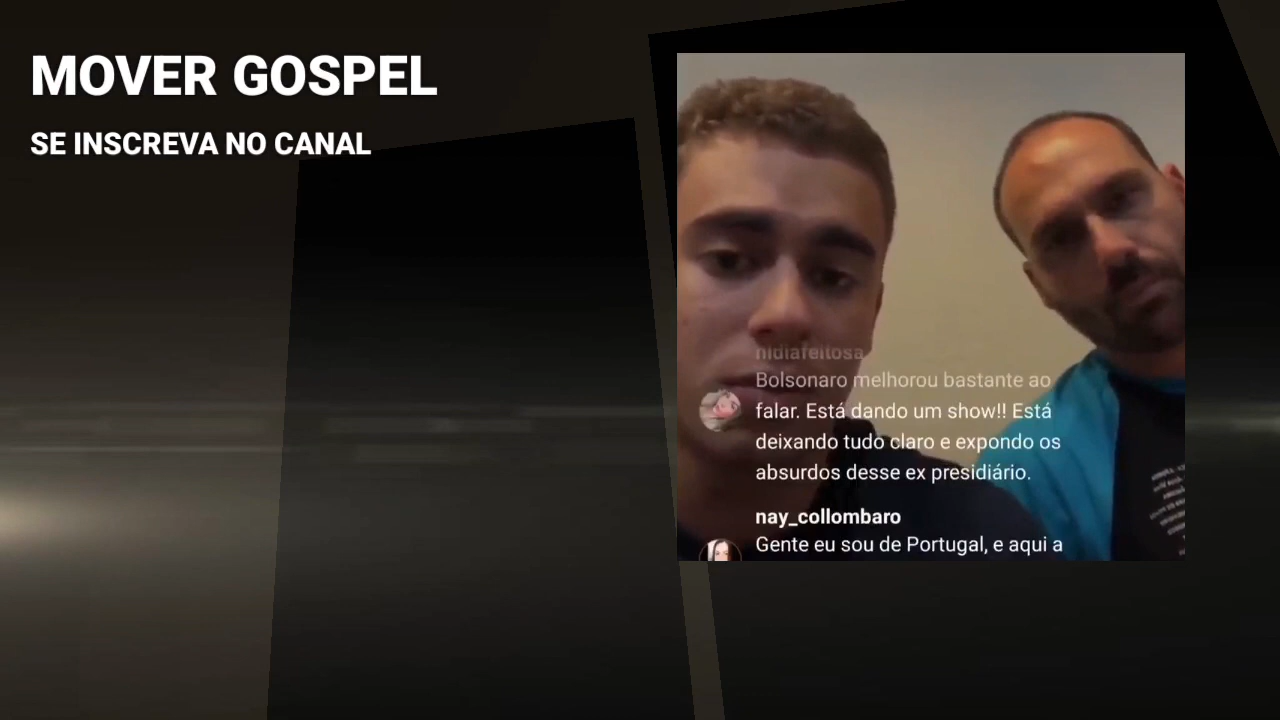 MOVER GOSPEL
SE INSCREVA NO CANAL
nidiafeitosa
Bolsonaro melhorou bastante ao
falar. Está dando um show!! Está
deixando tudo claro e expondo os
absurdos desse ex presidiário.
nay_collombaro
Gente eu sou de Portugal, e aqui a